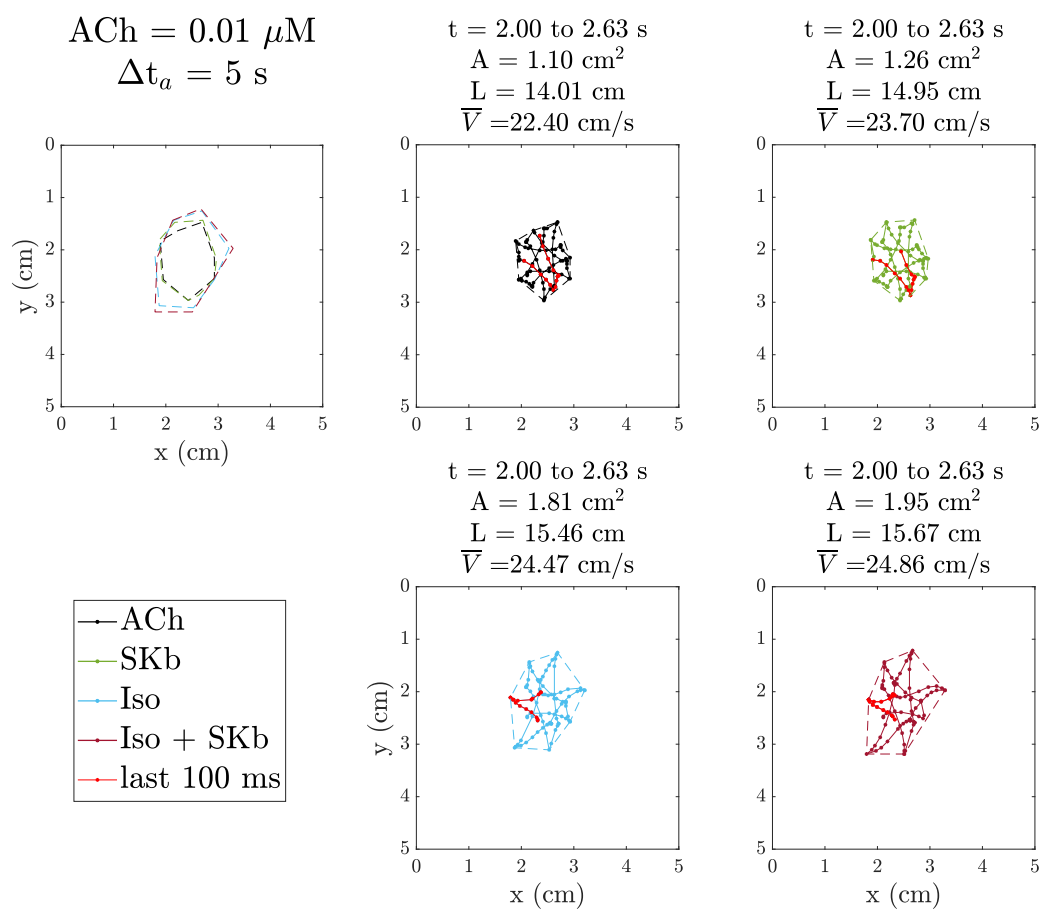 ACh = 0.01 μM
Δtₐ = 5 s
0
1
2
3
4
5
y (cm)
0 1 2 3 4 5
x (cm)
t = 2.00 to 2.63 s
A = 1.10 cm²
L = 14.01 cm
V̅ =22.40 cm/s
0
1
2
3
4
5
0 1 2 3 4 5
t = 2.00 to 2.63 s
A = 1.26 cm²
L = 14.95 cm
V̅ =23.70 cm/s
0
1
2
3
4
5
0 1 2 3 4 5
ACh
SKb
Iso
Iso + SKb
last 100 ms
t = 2.00 to 2.63 s
A = 1.81 cm²
L = 15.46 cm
V̅ =24.47 cm/s
0
1
2
3
4
5
y (cm)
0 1 2 3 4 5
x (cm)
t = 2.00 to 2.63 s
A = 1.95 cm²
L = 15.67 cm
V̅ =24.86 cm/s
0
1
2
3
4
5
0 1 2 3 4 5
x (cm)